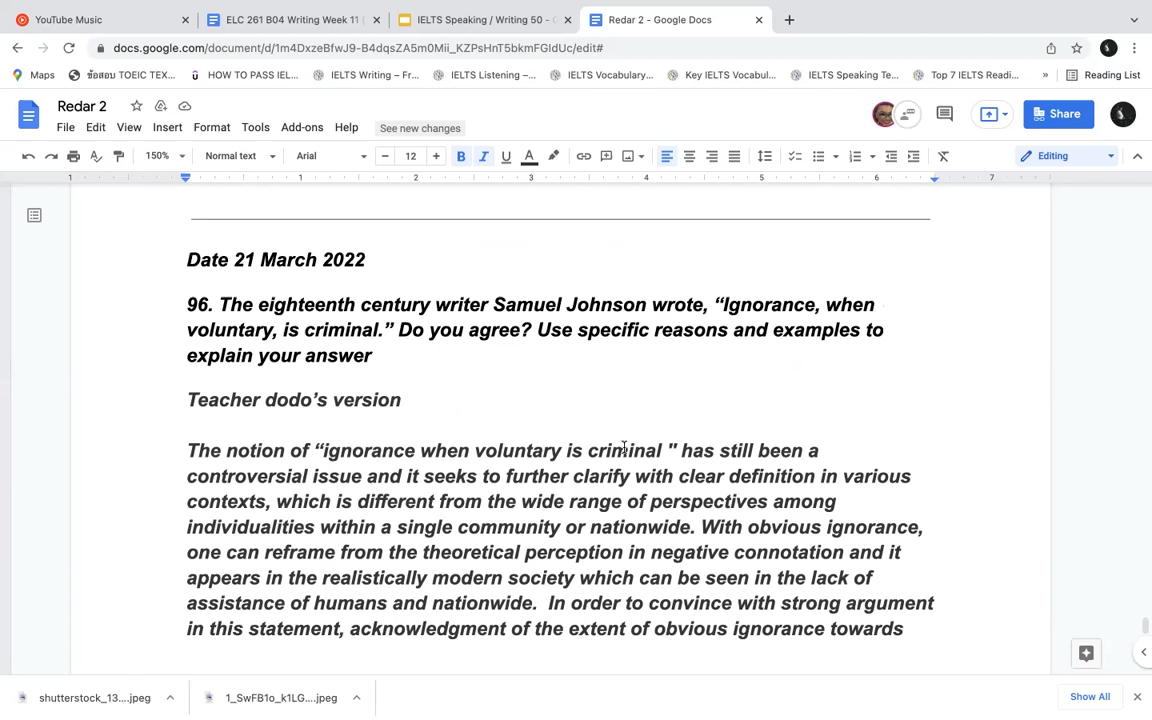 YouTube Music
ELC 261 B04 Writing Week 11 (
IELTS Speaking / Writing 50 -
Redar 2 - Google Docs
docs.google.com/document/d/1m4DxzeBfwJ9-B4dqsZA5m0Mii_KZPsHnT5bkmFGIdUc/edit#
Maps
ข้อสอบ TOEIC TEX...
HOW TO PASS IEL...
IELTS Writing – Fr...
IELTS Listening –...
IELTS Vocabulary...
Key IELTS Vocabul...
IELTS Speaking Te...
Top 7 IELTS Readi...
»
Reading List
Redar 2
File Edit View Insert Format Tools Add-ons Help See new changes
Share
150% Normal text Arial − 12 + B I U A Editing
1 1 2 3 4 5 6 7
Date 21 March 2022
96. The eighteenth century writer Samuel Johnson wrote, “Ignorance, when
voluntary, is criminal.” Do you agree? Use specific reasons and examples to
explain your answer
Teacher dodo’s version
The notion of “ignorance when voluntary is criminal " has still been a
controversial issue and it seeks to further clarify with clear definition in various
contexts, which is different from the wide range of perspectives among
individualities within a single community or nationwide. With obvious ignorance,
one can reframe from the theoretical perception in negative connotation and it
appears in the realistically modern society which can be seen in the lack of
assistance of humans and nationwide.  In order to convince with strong argument
in this statement, acknowledgment of the extent of obvious ignorance towards
shutterstock_13....jpeg
1_SwFB1o_k1LG....jpeg
Show All